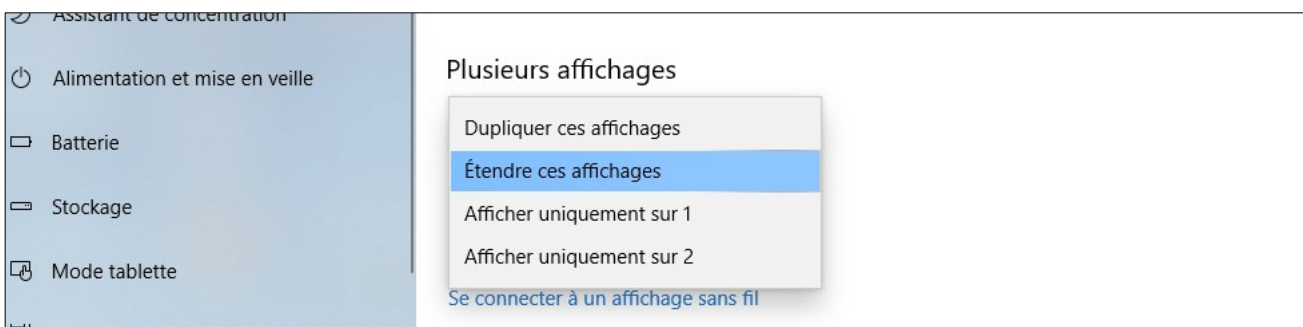 Assistant de concentration
Alimentation et mise en veille
Batterie
Stockage
Mode tablette
Plusieurs affichages
Dupliquer ces affichages
Étendre ces affichages
Afficher uniquement sur 1
Afficher uniquement sur 2
Se connecter à un affichage sans fil